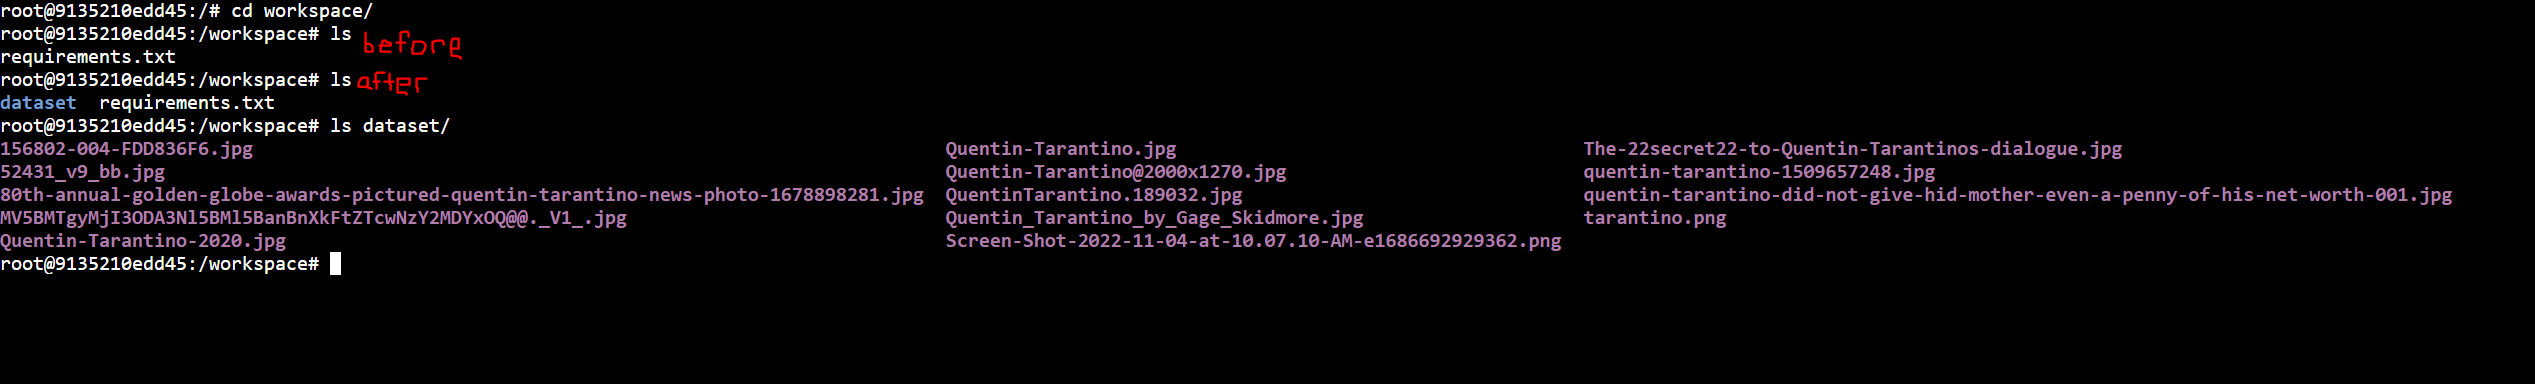 root@9135210edd45:/# cd workspace/
root@9135210edd45:/workspace# ls
before
requirements.txt
root@9135210edd45:/workspace# ls after
dataset  requirements.txt
root@9135210edd45:/workspace# ls dataset/
156802-004-FDD836F6.jpg Quentin-Tarantino.jpg The-22secret22-to-Quentin-Tarantinos-dialogue.jpg
52431_v9_bb.jpg Quentin-Tarantino@2000x1270.jpg quentin-tarantino-1509657248.jpg
80th-annual-golden-globe-awards-pictured-quentin-tarantino-news-photo-1678898281.jpg QuentinTarantino.189032.jpg quentin-tarantino-did-not-give-hid-mother-even-a-penny-of-his-net-worth-001.jpg
MV5BMTgyMjI3ODA3Nl5BMl5BanBnXkFtZTcwNzY2MDYxOQ@@._V1_.jpg Quentin_Tarantino_by_Gage_Skidmore.jpg tarantino.png
Quentin-Tarantino-2020.jpg Screen-Shot-2022-11-04-at-10.07.10-AM-e1686692929362.png
root@9135210edd45:/workspace#